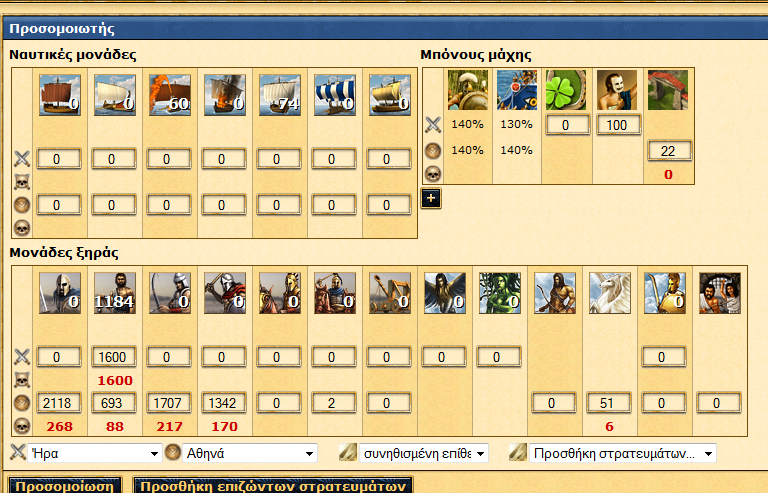 Προσομοιωτής
Ναυτικές μονάδες Μπόνους μάχης
0 0 60 0 74 0 0
140% 130% 0 100
0 0 0 0 0 0 0
140% 140% 22
0
0 0 0 0 0 0 0
+
Μονάδες ξηράς
0 1184 0 0 0 0 0 0 0 0
0 1600 0 0 0 0 0 0 0 0
1600
2118 693 1707 1342 0 2 0 0 51 0 0
268 88 217 170 6
Ήρα Αθηνά συνηθισμένη επίθε Προσθήκη στρατευμάτων...
Προσομοίωση Προσθήκη επιζώντων στρατευμάτων